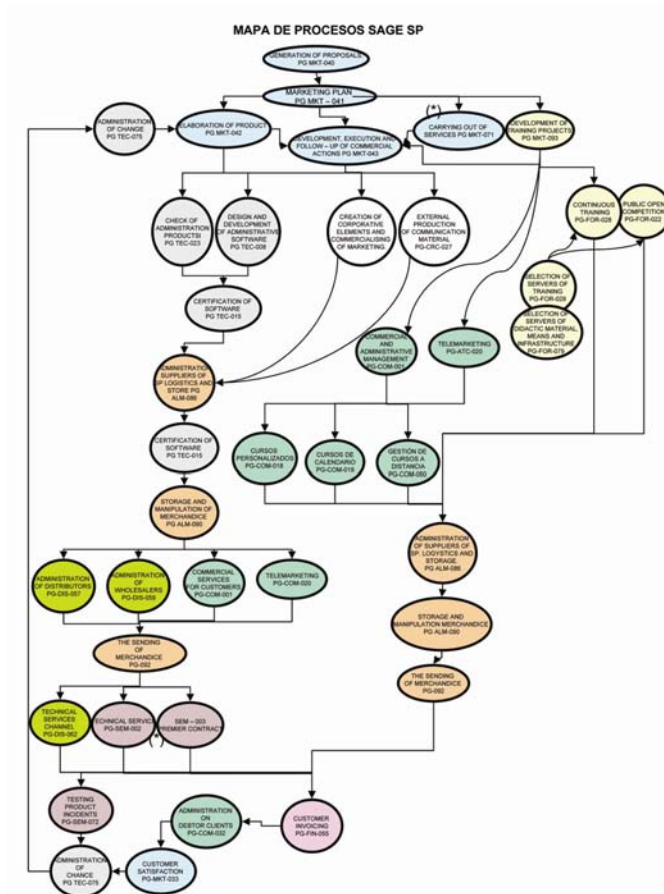 MAPA DE PROCESOS SAGE SP
GENERATION OF PROPOSALS
PG MKT-040
MARKETING PLAN
PG MKT – 041
ADMINISTRATION
OF CHANGE
PG TEC-075
ELABORATION OF PRODUCT
PG MKT-042
DEVELOPMENT, EXECUTION AND
FOLLOW – UP OF COMMERCIAL
ACTIONS PG MKT-043
(*)
CARRYING OUT OF
SERVICES PG MKT-071
DEVELOPMENT OF
TRAINING PROJECTS
PG MKT-093
CHECK OF
ADMINISTRATION
PRODUCTSI
PG TEC-023
DESIGN AND
DEVELOPMENT
OF ADMINISTRATIVE
SOFTWARE
PG TEC-008
CREATION OF
CORPORATIVE
ELEMENTS AND
COMMERCIALISING
OF MARKETING.
EXTERNAL
PRODUCTION OF
COMMUNICATION
MATERIAL
PG-CRC-027
CONTINUOUS
TRAINING
PG-FOR-028
PUBLIC OPEN
COMPETITION
PG-FOR-022
SELECTION OF
SERVERS OF
TRAINING
PG-FOR-029
SELECTION OF
SERVERS OF
DIDACTIC MATERIAL,
MEANS AND
INFRASTRUCTURE
PG-FOR-079
CERTIFICATION OF
SOFTWARE
PG TEC-015
COMMERCIAL
AND
ADMINISTRATIVE
MANAGEMENT
PG-COM-001
TELEMARKETING
PG-ATC-020
ADMINISTRATION
SUPPLIERS OF
SP LOGISTICS AND
STORE PG
ALM-086
CERTIFICATION OF
SOFTWARE
PG TEC-015
CURSOS
PERSONALIZADOS
PG-COM-018
CURSOS DE
CALENDARIO
PG-COM-019
GESTIÓN DE
CURSOS A
DISTANCIA
PG-COM-050
STORAGE AND
MANIPULATION OF
MERCHANDICE
PG ALM-090
ADMINISTRATION
OF SUPPLIERS OF
SP, LOGYSTICS AND
STORAGE.
PG ALM-086
ADMINISTRATION
OF DISTRIBUTORS
PG-DIS-057
ADMINISTRATION
OF
WHOLESALERS
PG-DIS-059
COMMERCIAL
SERVICES
FOR CUSTOMERS
PG-COM-001
TELEMARKETING
PG-COM-020
STORAGE AND
MANIPULATION MERCHANDICE
PG ALM-090
THE SENDING OF
MERCHANDICE
PG-092
THE SENDING
OF MERCHANDICE
PG-092
TECHNICAL
SERVICES
CHANNEL
PG-DIS-062
TECHNICAL SERVICE
PG-SEM-002
(*)
SEM – 003
PREMIER CONTRACT
TESTING
PRODUCT
INCIDENTS
PG-SEM-072
ADMINISTRATION
ON
DEBTOR CLIENTS
PG-COM-032
CUSTOMER
INVOICING
PG-FIN-055
ADMINISTRATION
OF
CHANCE
PG TEC-075
CUSTOMER
SATISFACTION
PG-MKT-033